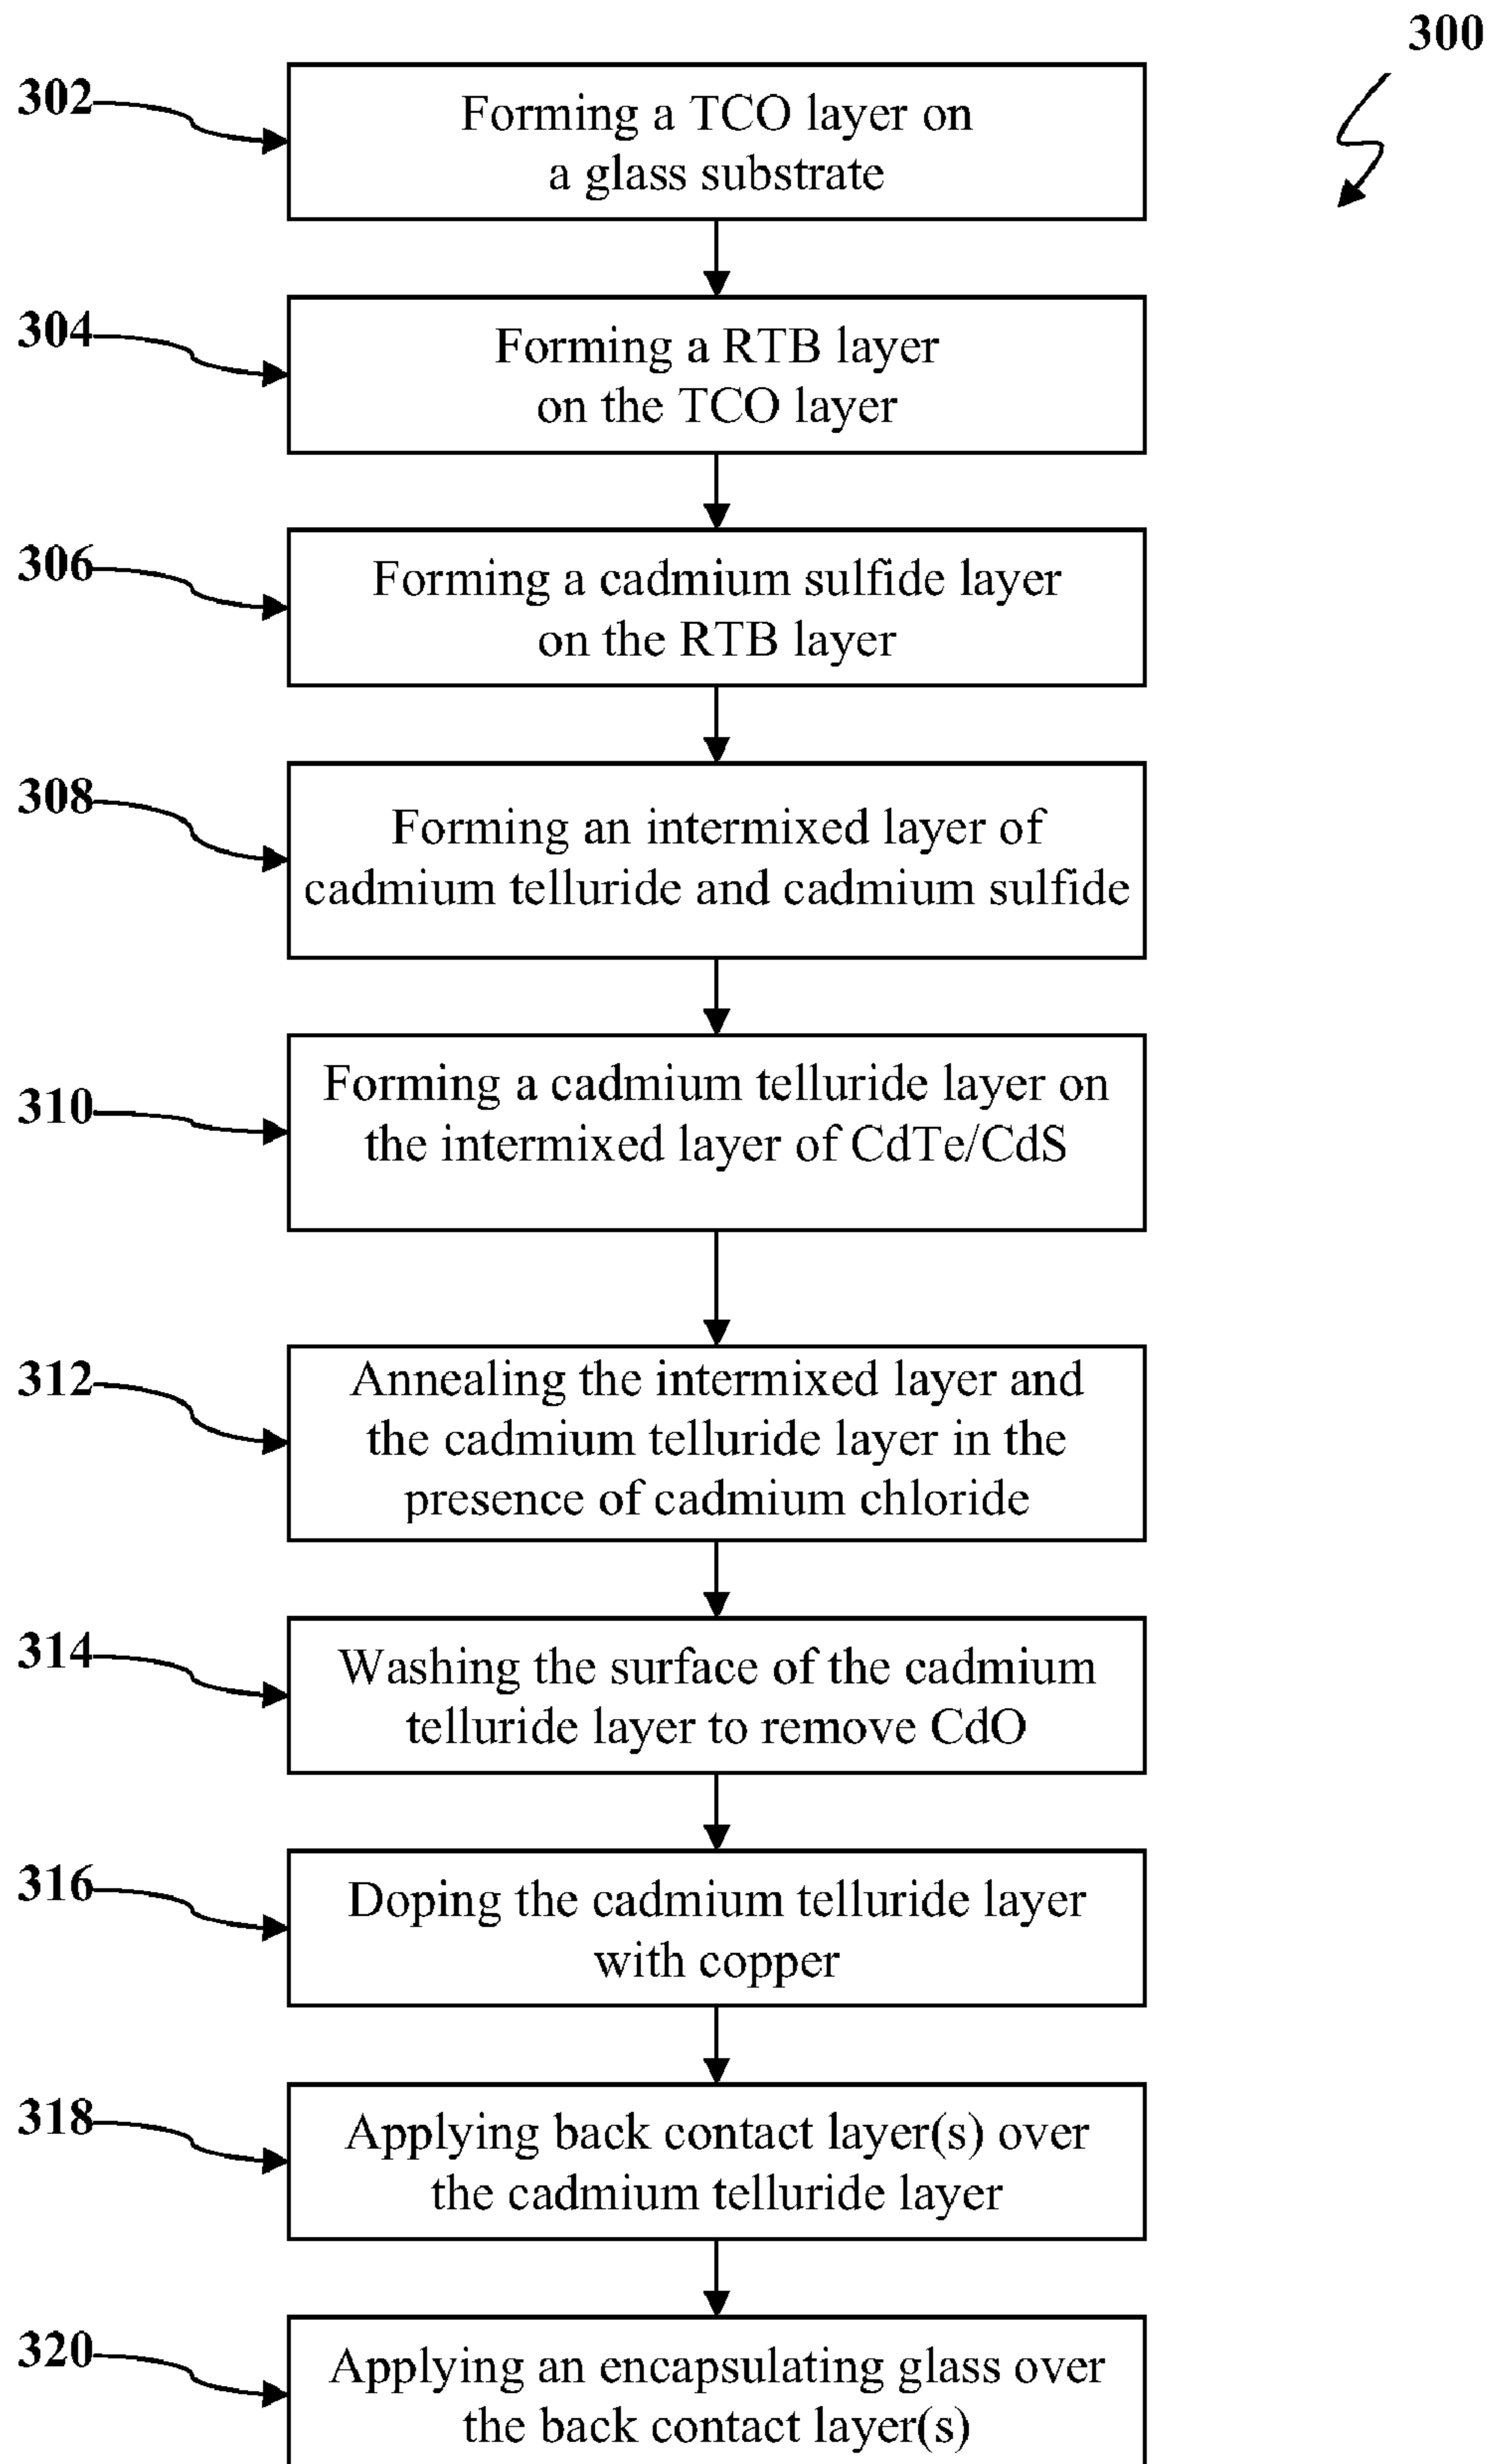 300
302
Forming a TCO layer on
a glass substrate
304
Forming a RTB layer
on the TCO layer
306
Forming a cadmium sulfide layer
on the RTB layer
308
Forming an intermixed layer of
cadmium telluride and cadmium sulfide
310
Forming a cadmium telluride layer on
the intermixed layer of CdTe/CdS
312
Annealing the intermixed layer and
the cadmium telluride layer in the
presence of cadmium chloride
314
Washing the surface of the cadmium
telluride layer to remove CdO
316
Doping the cadmium telluride layer
with copper
318
Applying back contact layer(s) over
the cadmium telluride layer
320
Applying an encapsulating glass over
the back contact layer(s)